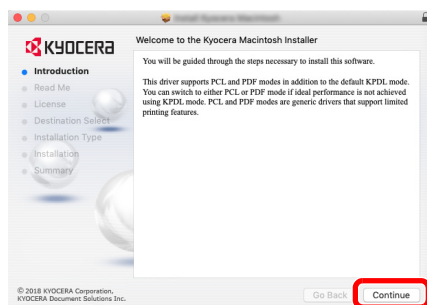 KYOCERA
Welcome to the Kyocera Macintosh Installer
Introduction
Read Me
License
Destination Select
Installation Type
Installation
Summary
You will be guided through the steps necessary to install this software.
This driver supports PCL and PDF modes in addition to the default KPDL mode.
You can switch to either PCL or PDF mode if ideal performance is not achieved
using KPDL mode. PCL and PDF modes are generic drivers that support limited
printing features.
© 2018 KYOCERA Corporation,
KYOCERA Document Solutions Inc.
Go Back
Continue